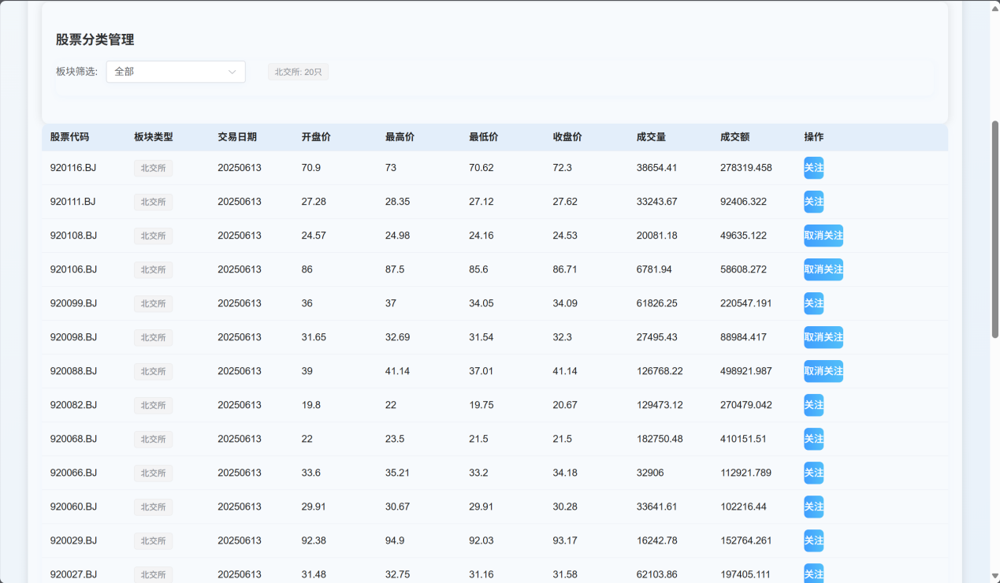 股票分类管理
板块筛选: 全部 北交所: 20只
股票代码 板块类型 交易日期 开盘价 最高价 最低价 收盘价 成交量 成交额 操作
920116.BJ 北交所 20250613 70.9 73 70.62 72.3 38654.41 278319.458 关注
920111.BJ 北交所 20250613 27.28 28.35 27.12 27.62 33243.67 92406.322 关注
920108.BJ 北交所 20250613 24.57 24.98 24.16 24.53 20081.18 49635.122 取消关注
920106.BJ 北交所 20250613 86 87.5 85.6 86.71 6781.94 58608.272 取消关注
920099.BJ 北交所 20250613 36 37 34.05 34.09 61826.25 220547.191 关注
920098.BJ 北交所 20250613 31.65 32.69 31.54 32.3 27495.43 88984.417 取消关注
920088.BJ 北交所 20250613 39 41.14 37.01 41.14 126768.22 498921.987 取消关注
920082.BJ 北交所 20250613 19.8 22 19.75 20.67 129473.12 270479.042 关注
920068.BJ 北交所 20250613 22 23.5 21.5 21.5 182750.48 410151.51 关注
920066.BJ 北交所 20250613 33.6 35.21 33.2 34.18 32906 112921.789 关注
920060.BJ 北交所 20250613 29.91 30.67 29.91 30.28 33641.61 102216.44 关注
920029.BJ 北交所 20250613 92.38 94.9 92.03 93.17 16242.78 152764.261 关注
920027.BJ 北交所 20250613 31.48 32.75 31.16 31.58 62103.86 197405.111 关注